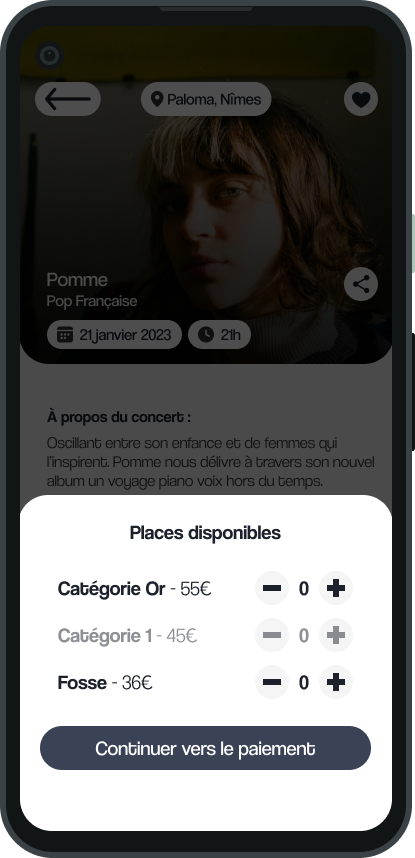 Paloma, Nîmes
Pomme
Pop Française
21 janvier 2023
21h
À propos du concert :
Oscillant entre son enfance et de femmes qui
l'inspirent. Pomme nous délivre à travers son nouvel
album un voyage piano voix hors du temps.
Places disponibles
Catégorie Or - 55€ 0
Catégorie 1 - 45€ 0
Fosse - 36€ 0
Continuer vers le paiement